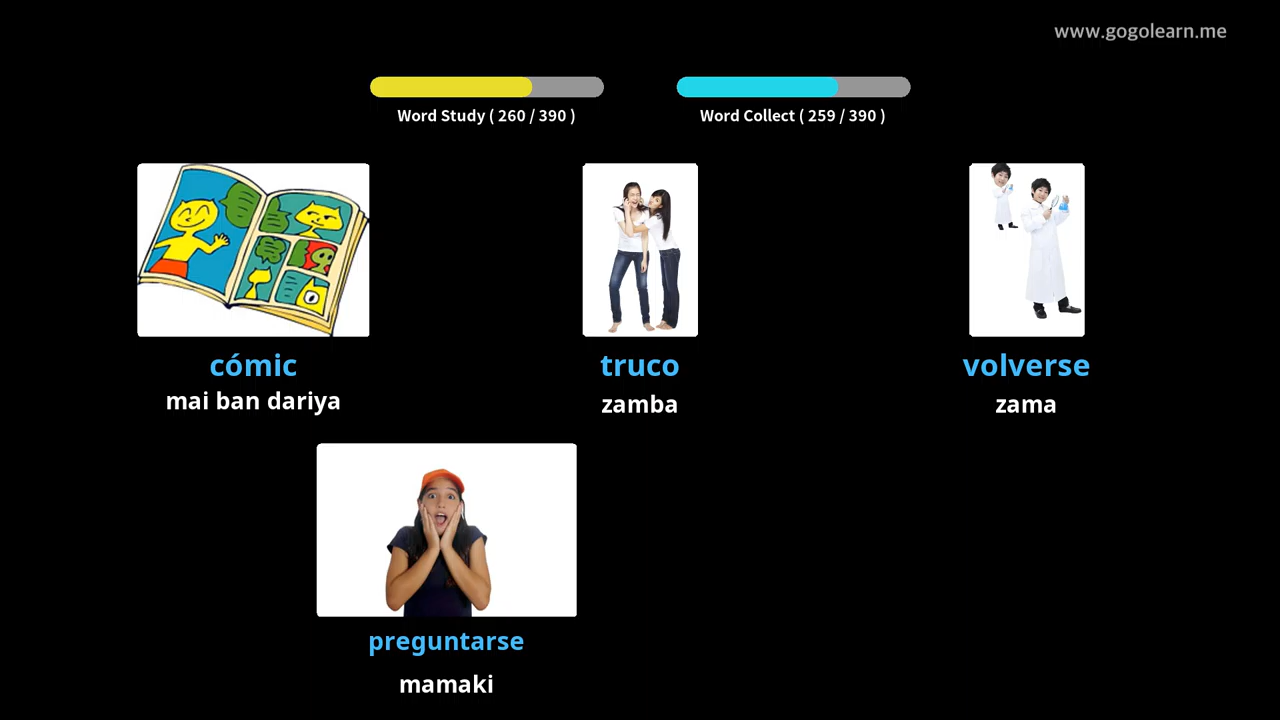 www.gogolearn.me
Word Study ( 260 / 390 )
Word Collect ( 259 / 390 )
cómic
mai ban dariya
truco
zamba
volverse
zama
preguntarse
mamaki